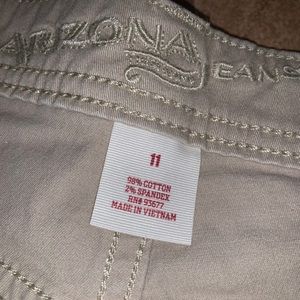 ARIZONA
JEANS
11
98% COTTON
2% SPANDEX
RN# 93677
MADE IN VIETNAM